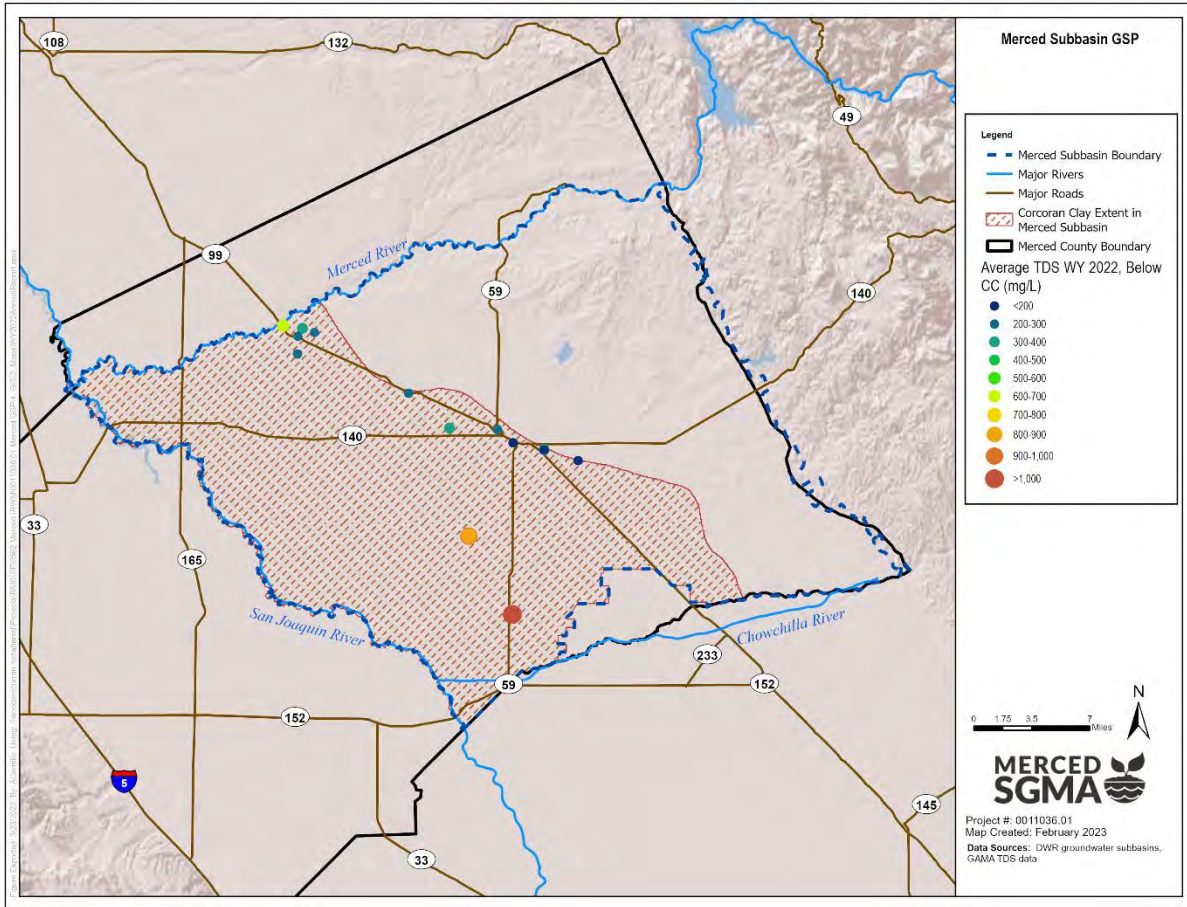 108
132
49
99
Merced River
59
140
140
33
165
San Joaquin River
Chowchilla River
233
59
152
152
5
145
33
Merced Subbasin GSP
Legend
Merced Subbasin Boundary
Major Rivers
Major Roads
Corcoran Clay Extent in
Merced Subbasin
Merced County Boundary
Average TDS WY 2022, Below
CC (mg/L)
<200
200-300
300-400
400-500
500-600
600-700
700-800
800-900
900-1,000
>1,000
N
0 1.75 3.5 7
Miles
MERCED
SGMA
Project #: 0011036.01
Map Created: February 2023
Data Sources: DWR groundwater subbasins,
GAMA TDS data